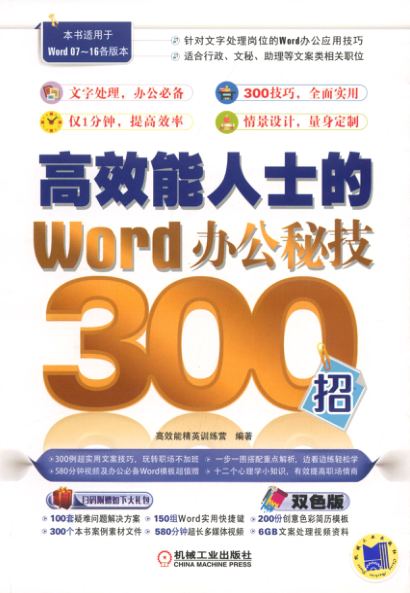 本书适用于
Word 07～16各版本
针对文字处理岗位的Word办公应用技巧
适合行政、文秘、助理等文案类相关职位
文字处理，办公必备
300技巧，全面实用
仅1分钟，提高效率
情景设计，量身定制
高效能人士的
Word办公秘技
300
招
高效能精英训练营 编著
300例超实用文案技巧，玩转职场不加班
一步一图搭配重点解析，边看边练轻松学
580分钟视频及办公必备Word模板超值赠
十二个心理学小知识，有效提高职场情商
扫码附赠如下大礼包
双色版
100套疑难问题解决方案
150组Word实用快捷键
200份创意色彩简历模板
300个本书案例素材文件
580分钟超长多媒体视频
6GB文案处理视频资料
机械工业出版社
CHINA MACHINE PRESS